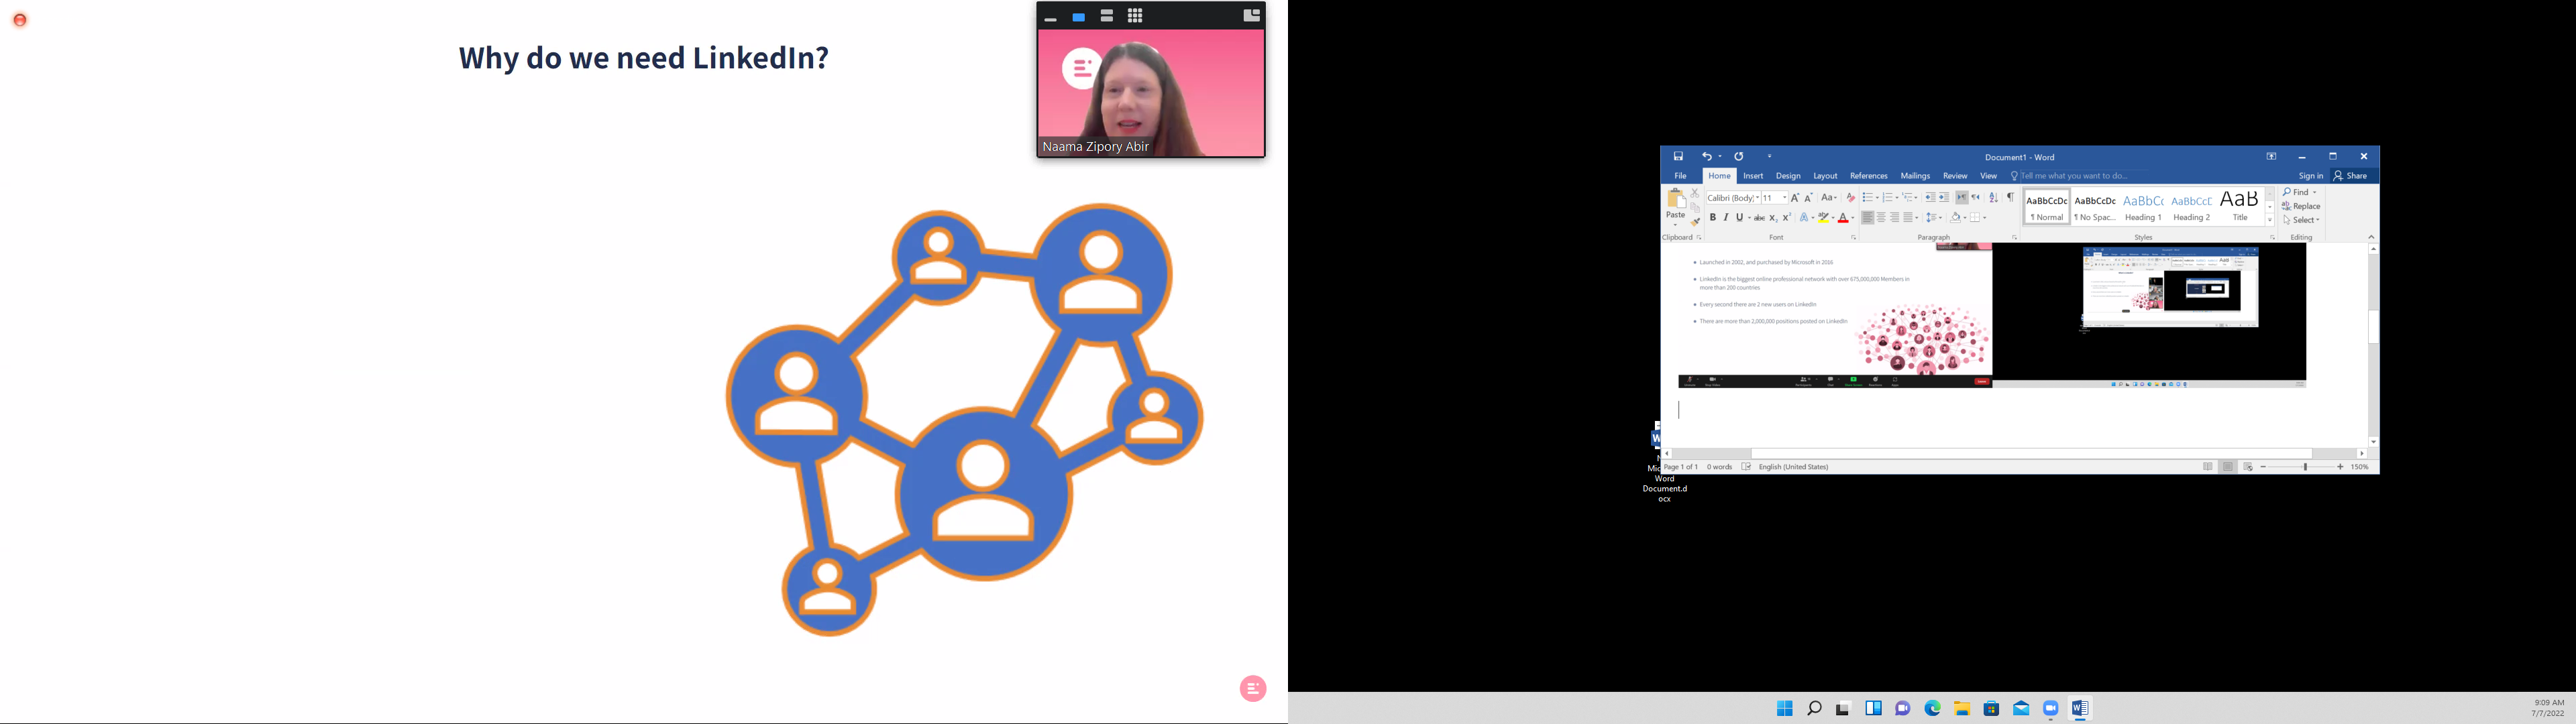 Why do we need LinkedIn?
Naama Zipory Abir
Document1 - Word
File Home Insert Design Layout References Mailings Review View Tell me what you want to do... Sign in Share
Paste
Calibri (Body) 11
AaBbCcDc AaBbCcDc AaBbCc AaBbCcC AaB
¶ Normal ¶ No Spac... Heading 1 Heading 2 Title
Find
Replace
Select
Clipboard Font Paragraph Styles Editing
Launched in 2002, and purchased by Microsoft in 2016
LinkedIn is the biggest online professional network with over 675,000,000 Members in
more than 200 countries
Every second there are 2 new users on LinkedIn
There are more than 2,000,000 positions posted on LinkedIn
Page 1 of 1 0 words English (United States) 150%
Word
Document.d
ocx
9:09 AM
7/7/2022